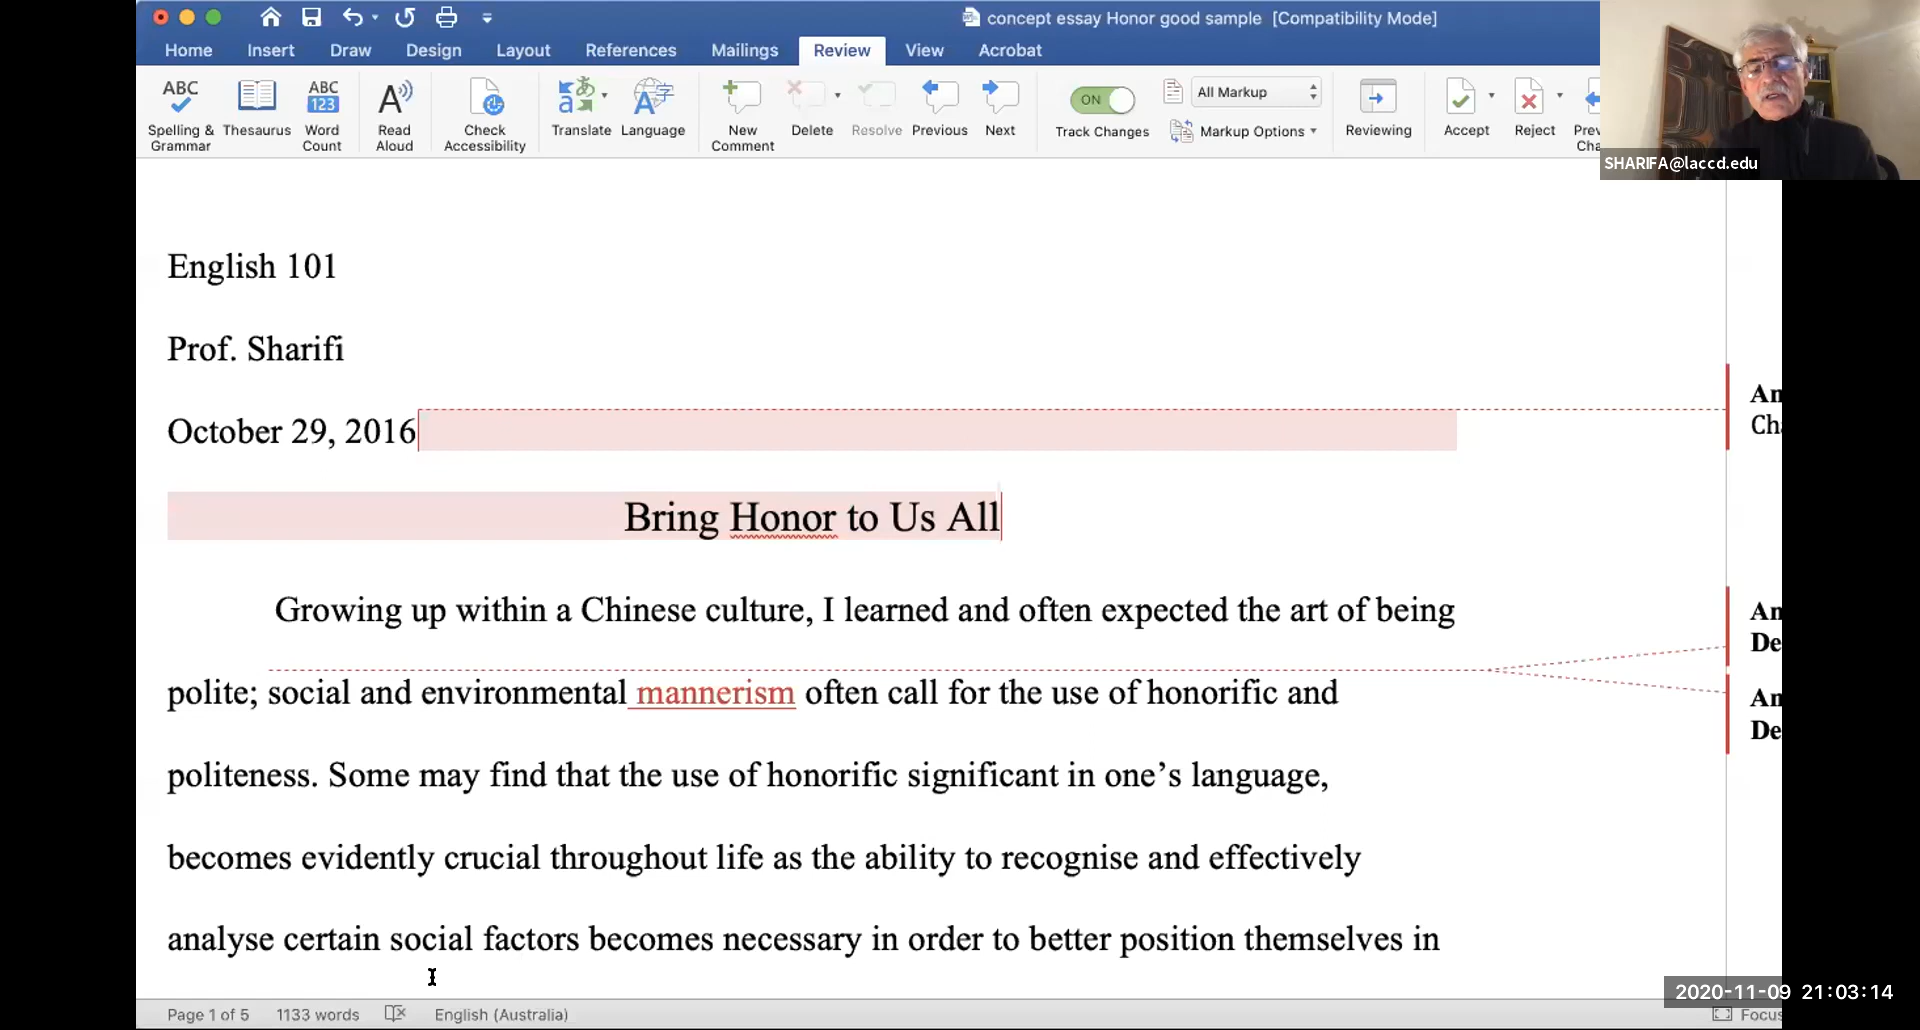 concept essay Honor good sample [Compatibility Mode]
Home Insert Draw Design Layout References Mailings Review View Acrobat
ABC
Spelling &
Grammar
Thesaurus
ABC
123
Word
Count
A
Read
Aloud
Check
Accessibility
Translate
Language
New
Comment
Delete
Resolve
Previous
Next
ON
Track Changes
All Markup
Markup Options
Reviewing
Accept
Reject
SHARIFA@laccd.edu
English 101
Prof. Sharifi
October 29, 2016
Bring Honor to Us All
Growing up within a Chinese culture, I learned and often expected the art of being
polite; social and environmental mannerism often call for the use of honorific and
politeness. Some may find that the use of honorific significant in one’s language,
becomes evidently crucial throughout life as the ability to recognise and effectively
analyse certain social factors becomes necessary in order to better position themselves in
Page 1 of 5 1133 words English (Australia)
Focus
2020-11-09 21:03:14